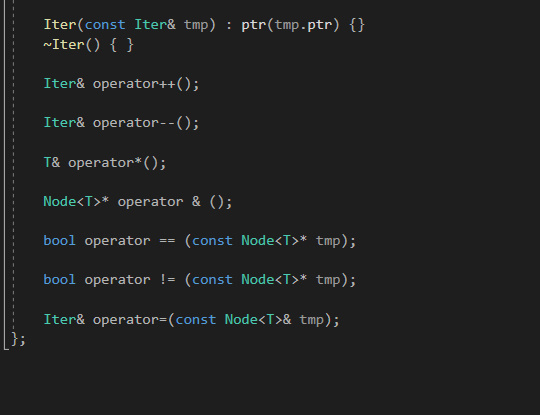 Iter(const Iter& tmp) : ptr(tmp.ptr) {}
~Iter() { }
Iter& operator++();
Iter& operator--();
T& operator*();
Node<T>* operator & ();
bool operator == (const Node<T>* tmp);
bool operator != (const Node<T>* tmp);
Iter& operator=(const Node<T>& tmp);
};